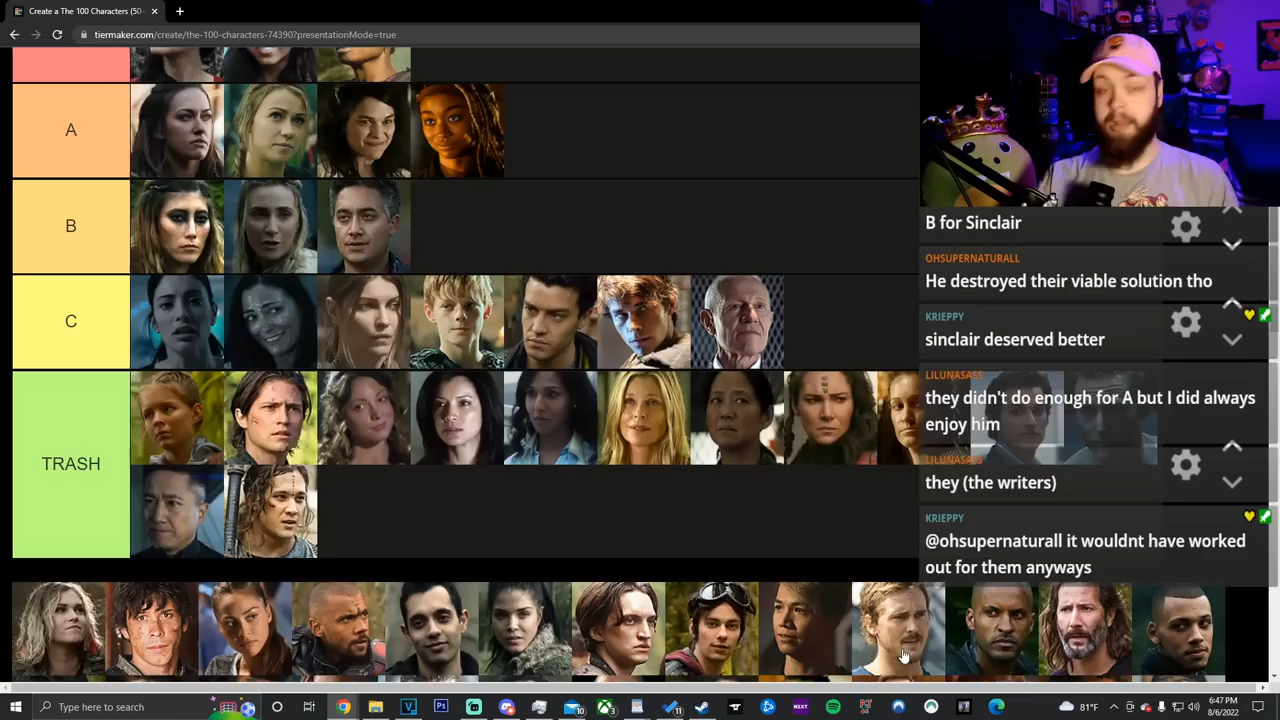 Create a The 100 Characters (50+
tiermaker.com/create/the-100-characters-74390?presentationMode=true
A
B
C
TRASH
B for Sinclair
OHSUPERNATURALL
He destroyed their viable solution tho
KRIEPPY
sinclair deserved better
LILUNASASS
they didn't do enough for A but I did always
enjoy him
LILUNASASS
they (the writers)
KRIEPPY
@ohsupernaturall it wouldnt have worked
out for them anyways
Type here to search
10
3
11
81°F
6:47 PM
8/6/2022